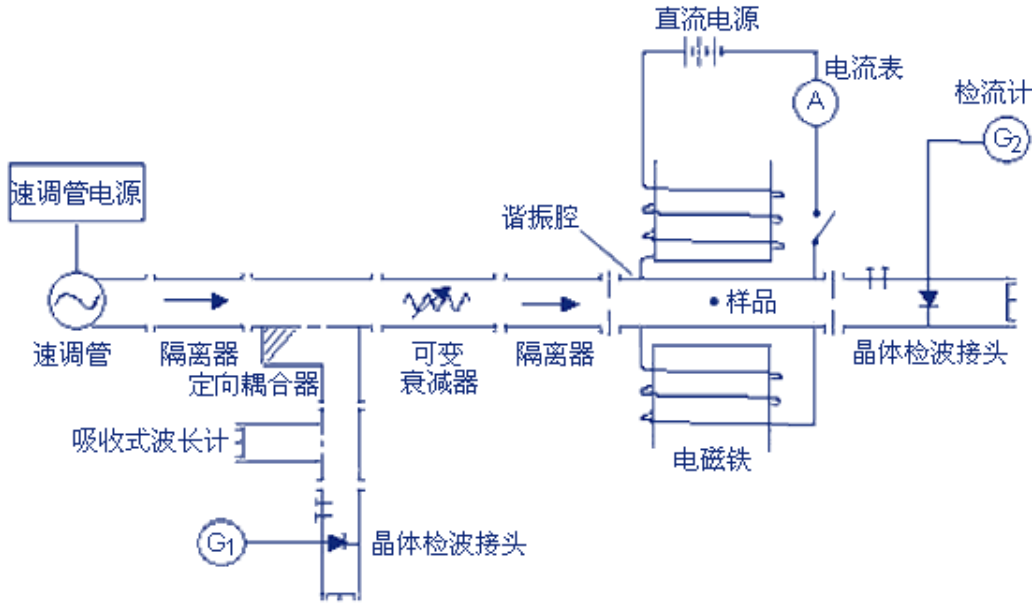 直流电源
电流表
A
检流计
G2
速调管电源
谐振腔
样品
速调管
隔离器
定向耦合器
可变
衰减器
隔离器
晶体检波接头
吸收式波长计
电磁铁
G1
晶体检波接头